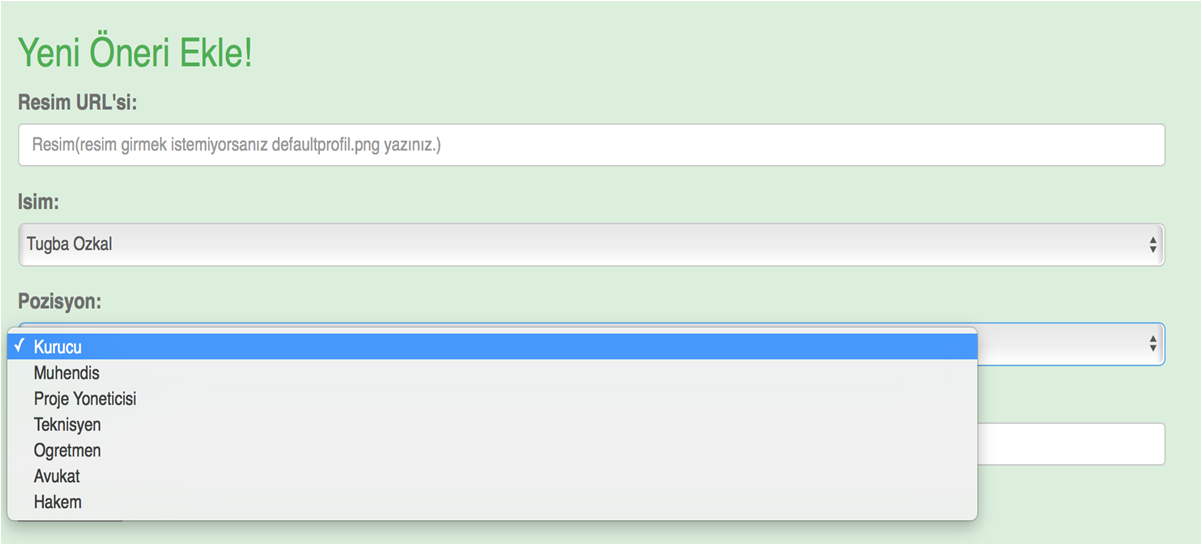 Yeni Öneri Ekle!
Resim URL'si:
Resim(resim girmek istemiyorsanız defaultprofil.png yazınız.)
Isim:
Tugba Ozkal
Pozisyon:
✓ Kurucu
Muhendis
Proje Yoneticisi
Teknisyen
Ogretmen
Avukat
Hakem